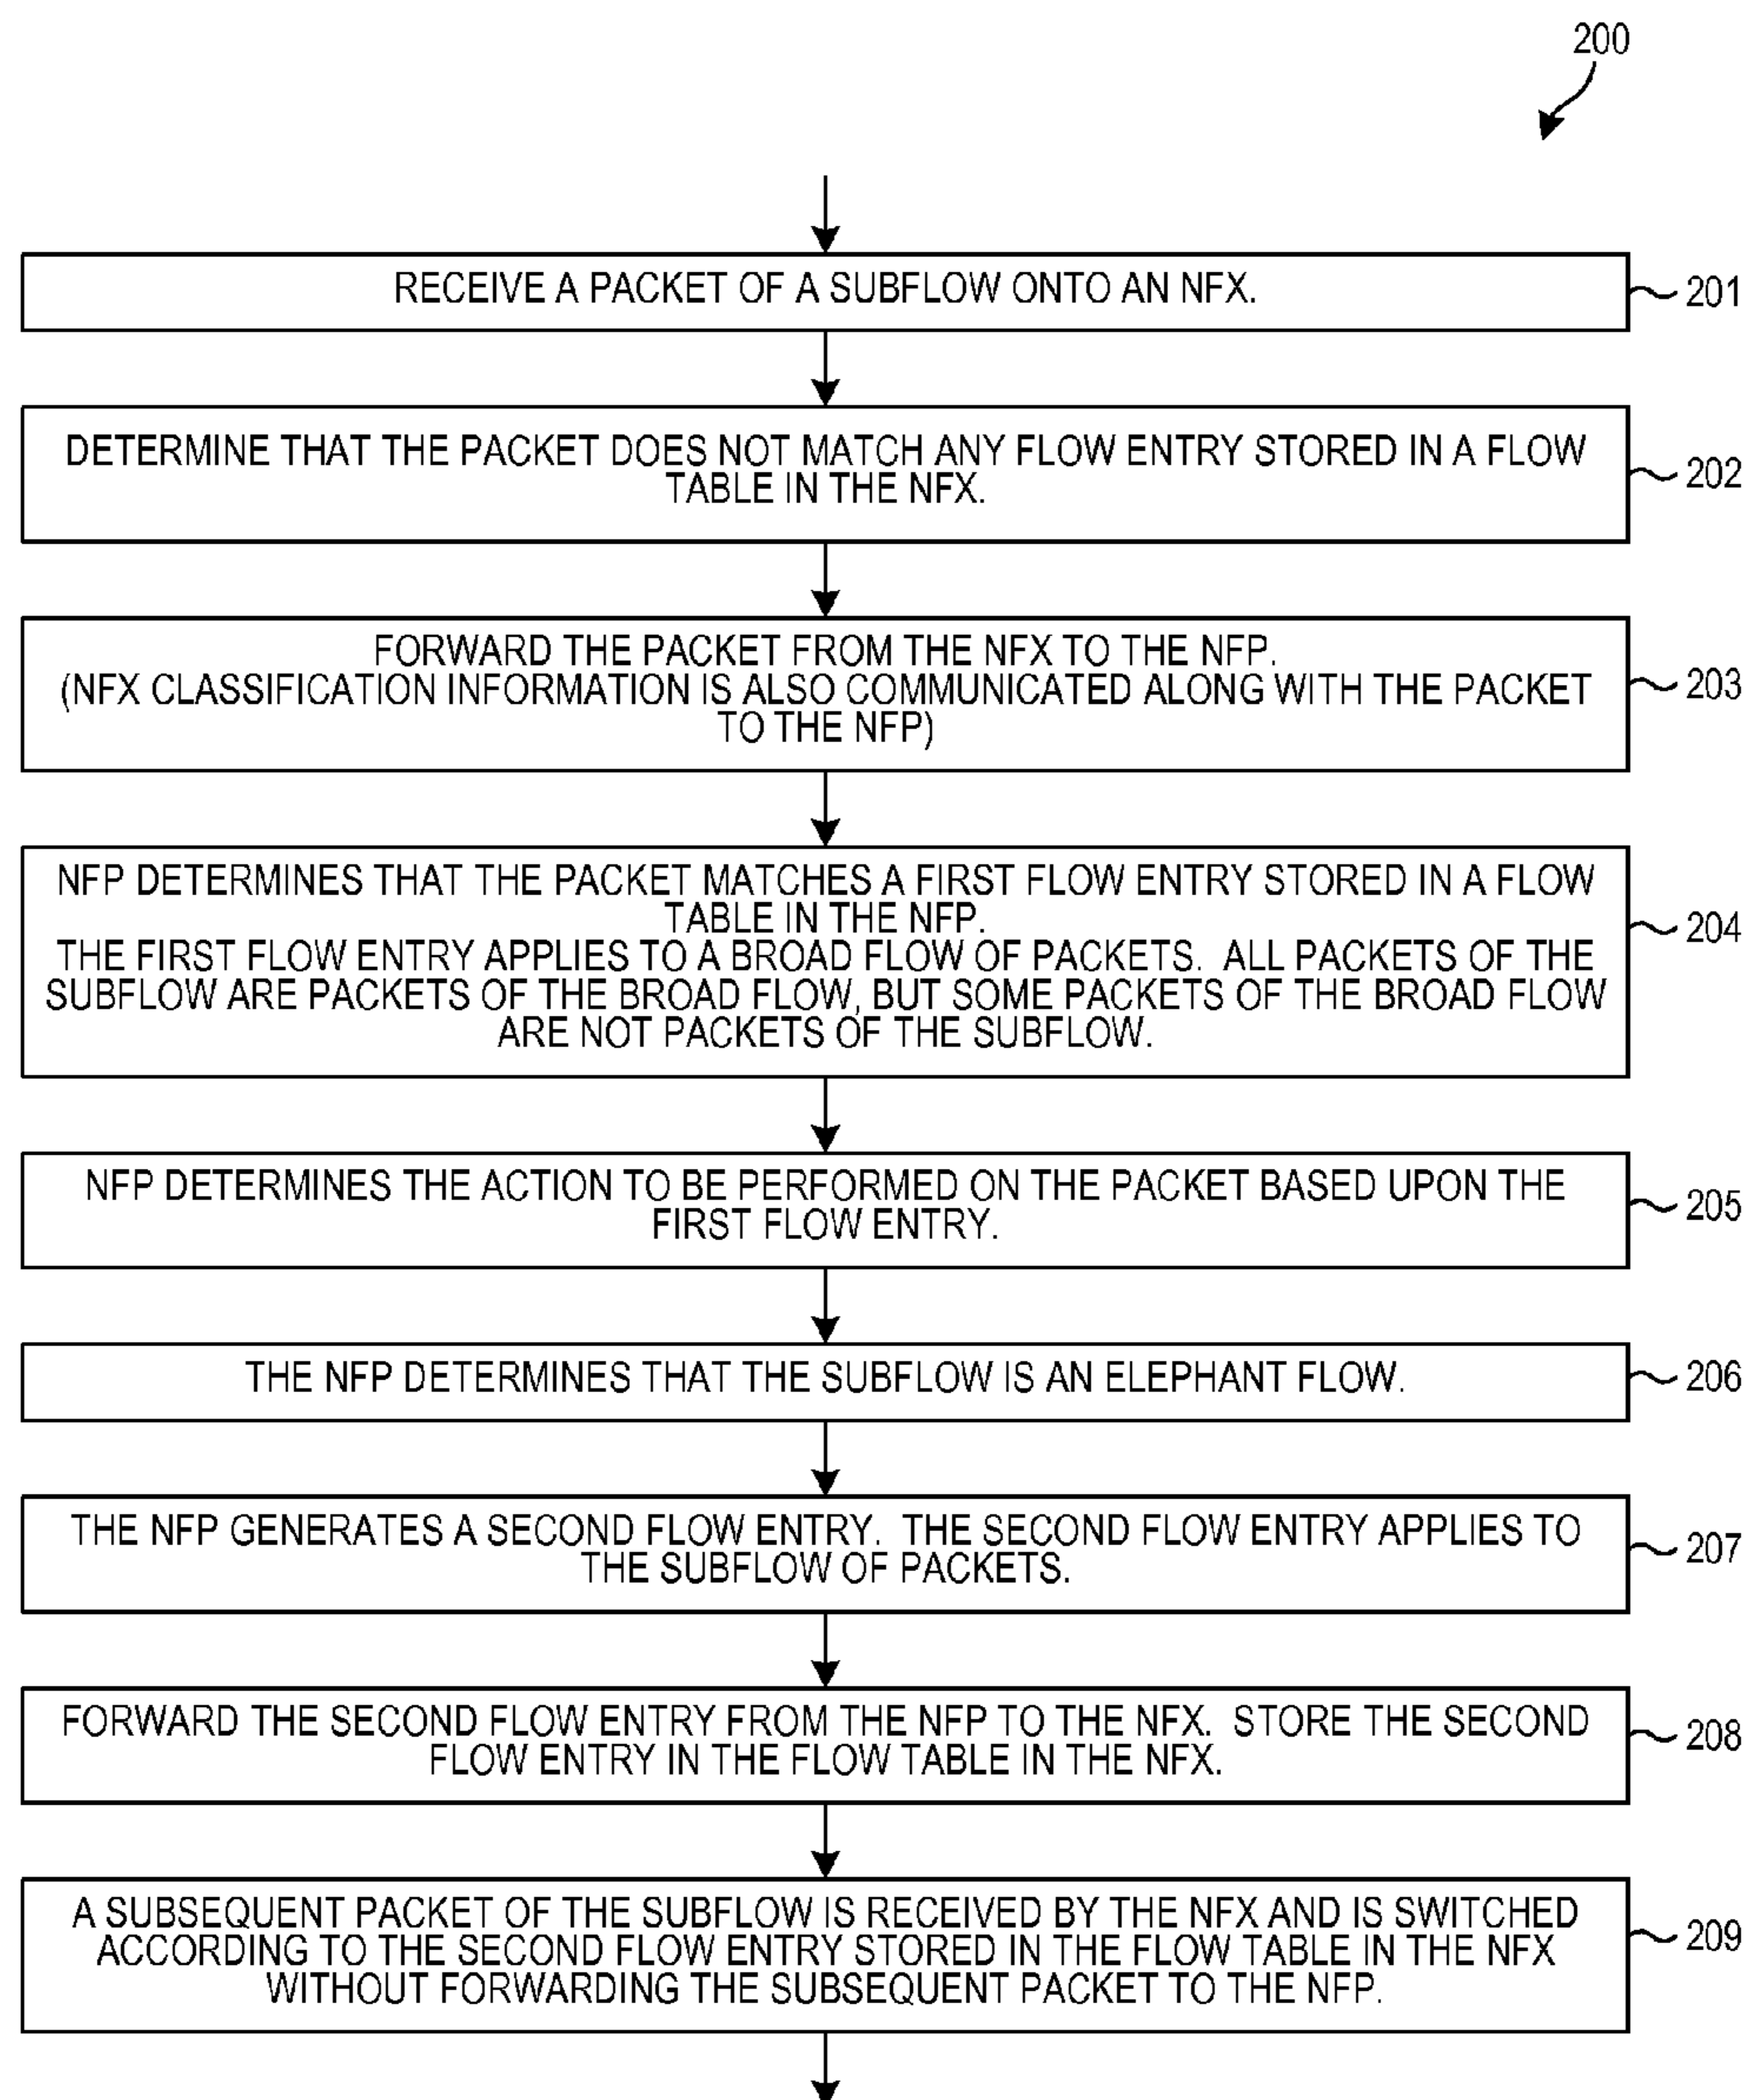 200
RECEIVE A PACKET OF A SUBFLOW ONTO AN NFX.
201
DETERMINE THAT THE PACKET DOES NOT MATCH ANY FLOW ENTRY STORED IN A FLOW
TABLE IN THE NFX.
202
FORWARD THE PACKET FROM THE NFX TO THE NFP.
(NFX CLASSIFICATION INFORMATION IS ALSO COMMUNICATED ALONG WITH THE PACKET
TO THE NFP)
203
NFP DETERMINES THAT THE PACKET MATCHES A FIRST FLOW ENTRY STORED IN A FLOW
TABLE IN THE NFP.
THE FIRST FLOW ENTRY APPLIES TO A BROAD FLOW OF PACKETS. ALL PACKETS OF THE
SUBFLOW ARE PACKETS OF THE BROAD FLOW, BUT SOME PACKETS OF THE BROAD FLOW
ARE NOT PACKETS OF THE SUBFLOW.
204
NFP DETERMINES THE ACTION TO BE PERFORMED ON THE PACKET BASED UPON THE
FIRST FLOW ENTRY.
205
THE NFP DETERMINES THAT THE SUBFLOW IS AN ELEPHANT FLOW.
206
THE NFP GENERATES A SECOND FLOW ENTRY. THE SECOND FLOW ENTRY APPLIES TO
THE SUBFLOW OF PACKETS.
207
FORWARD THE SECOND FLOW ENTRY FROM THE NFP TO THE NFX. STORE THE SECOND
FLOW ENTRY IN THE FLOW TABLE IN THE NFX.
208
A SUBSEQUENT PACKET OF THE SUBFLOW IS RECEIVED BY THE NFX AND IS SWITCHED
ACCORDING TO THE SECOND FLOW ENTRY STORED IN THE FLOW TABLE IN THE NFX
WITHOUT FORWARDING THE SUBSEQUENT PACKET TO THE NFP.
209